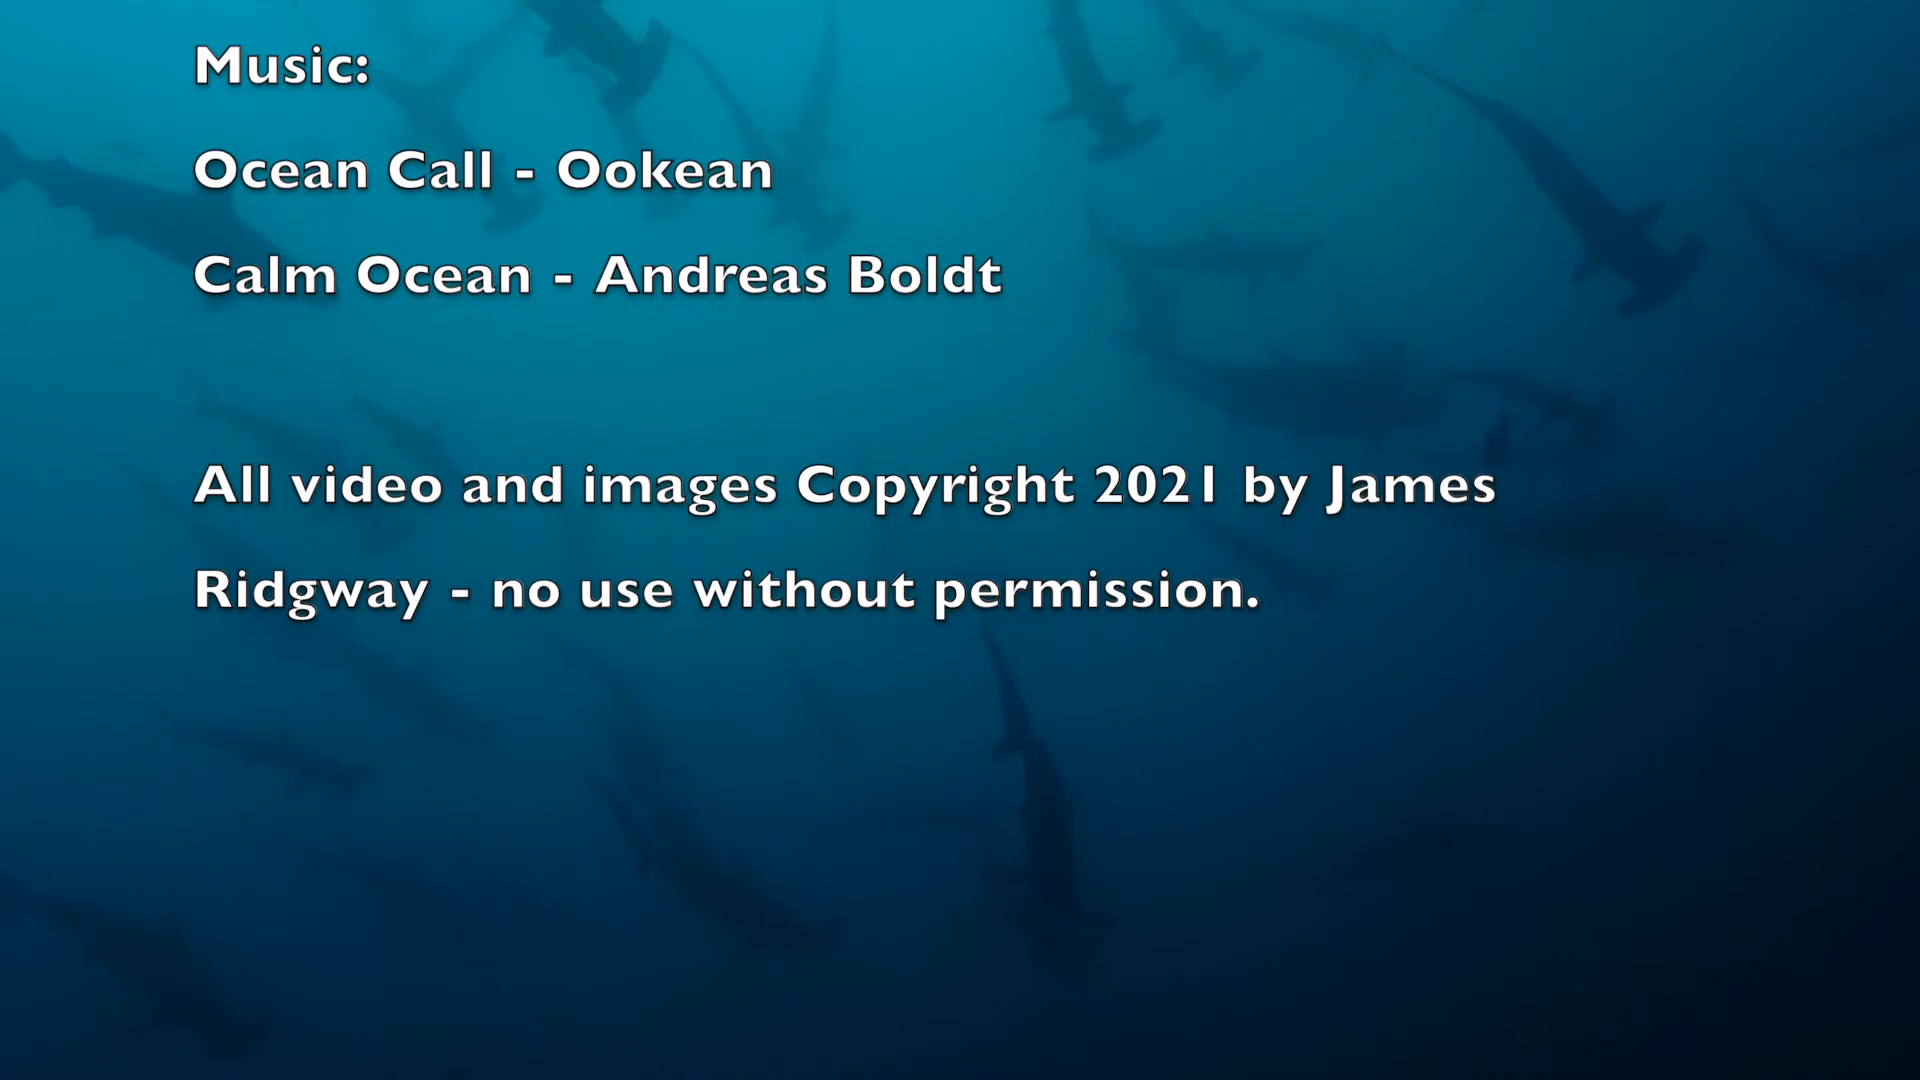 Music:
Ocean Call - Ookean
Calm Ocean - Andreas Boldt
All video and images Copyright 2021 by James
Ridgway - no use without permission.